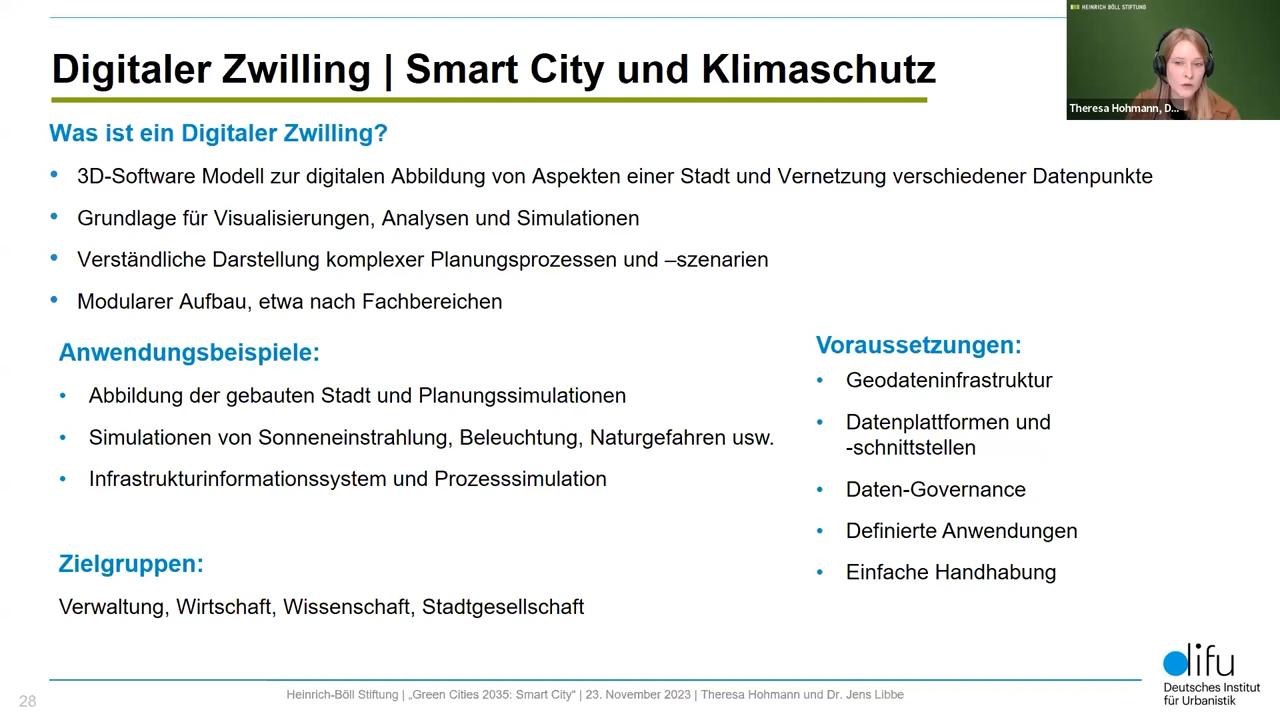 HEINRICH BÖLL STIFTUNG
Theresa Hohmann, D...
Digitaler Zwilling | Smart City und Klimaschutz
Was ist ein Digitaler Zwilling?
• 3D-Software Modell zur digitalen Abbildung von Aspekten einer Stadt und Vernetzung verschiedener Datenpunkte
• Grundlage für Visualisierungen, Analysen und Simulationen
• Verständliche Darstellung komplexer Planungsprozessen und –szenarien
• Modularer Aufbau, etwa nach Fachbereichen
Anwendungsbeispiele:
• Abbildung der gebauten Stadt und Planungssimulationen
• Simulationen von Sonneneinstrahlung, Beleuchtung, Naturgefahren usw.
• Infrastrukturinformationssystem und Prozesssimulation
Zielgruppen:
Verwaltung, Wirtschaft, Wissenschaft, Stadtgesellschaft
Voraussetzungen:
• Geodateninfrastruktur
• Datenplattformen und
-schnittstellen
• Daten-Governance
• Definierte Anwendungen
• Einfache Handhabung
28
Heinrich-Böll Stiftung | „Green Cities 2035: Smart City“ | 23. November 2023 | Theresa Hohmann und Dr. Jens Libbe
difu
Deutsches Institut
für Urbanistik